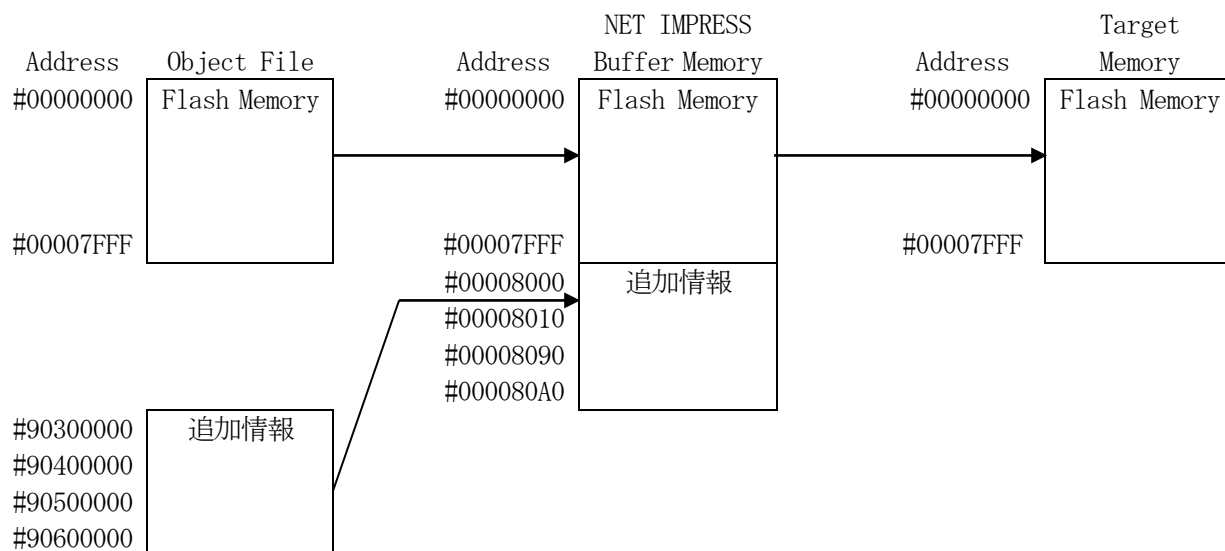 NET IMPRESS Target
Address Object File Address Buffer Memory Address Memory
#00000000 Flash Memory #00000000 Flash Memory #00000000 Flash Memory
#00007FFF #00007FFF #00007FFF
#00008000 追加情報
#00008010
#00008090
#000080A0
#90300000 追加情報
#90400000
#90500000
#90600000